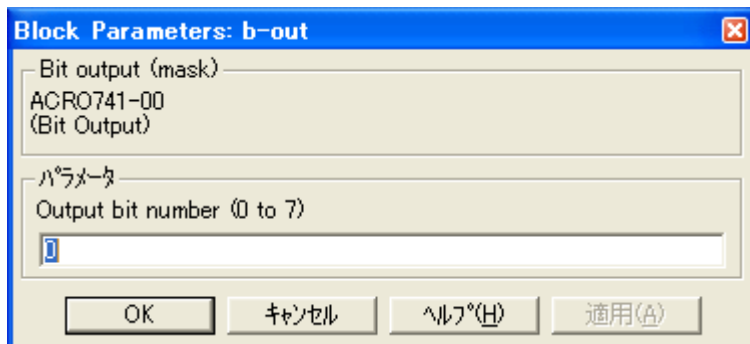 Block Parameters: b-out
Bit output (mask)
ACRO741-00
(Bit Output)
パラメータ
Output bit number (0 to 7)
0
OK
キャンセル
ヘルプ(H)
適用(A)